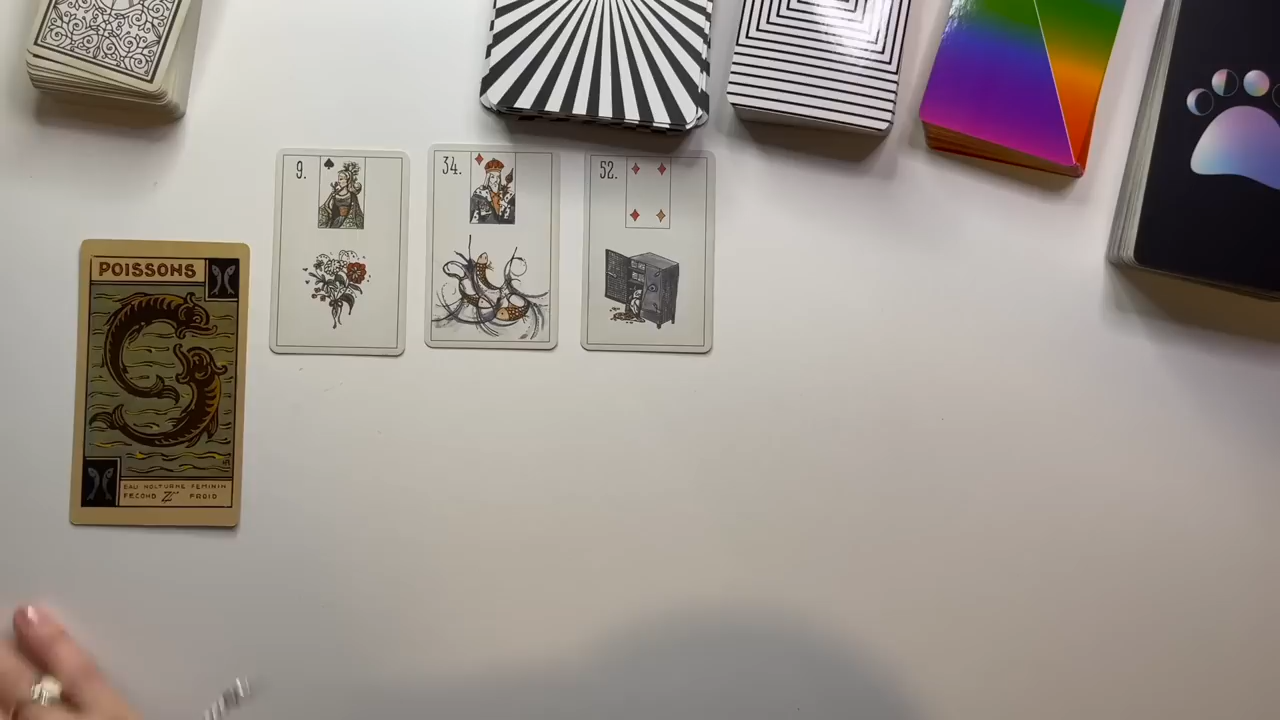 9.
34.
52.
POISSONS
EAU NOCTURNE FEMININ
FECOND FROID